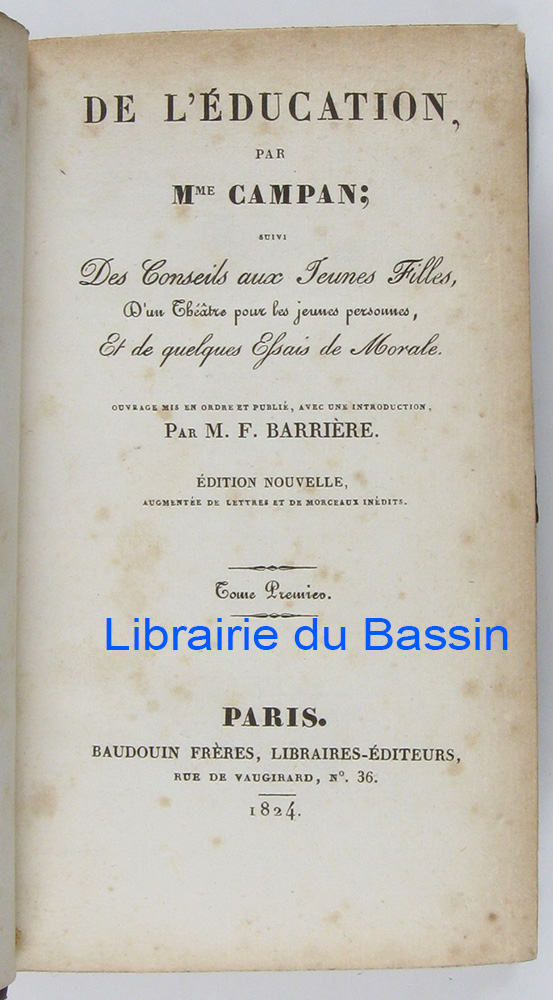 DE L'ÉDUCATION,
PAR
MME CAMPAN;
SUIVI
Des Conseils aux Jeunes Filles,
D'un Théâtre pour les jeunes personnes,
Et de quelques Essais de Morale.
OUVRAGE MIS EN ORDRE ET PUBLIÉ, AVEC UNE INTRODUCTION,
PAR M. F. BARRIÈRE.
ÉDITION NOUVELLE,
AUGMENTÉE DE LETTRES ET DE MORCEAUX INÉDITS.
Tome Premier.
Librairie du Bassin
PARIS.
BAUDOUIN FRÈRES, LIBRAIRES-ÉDITEURS,
RUE DE VAUGIRARD, No. 36.
1824.